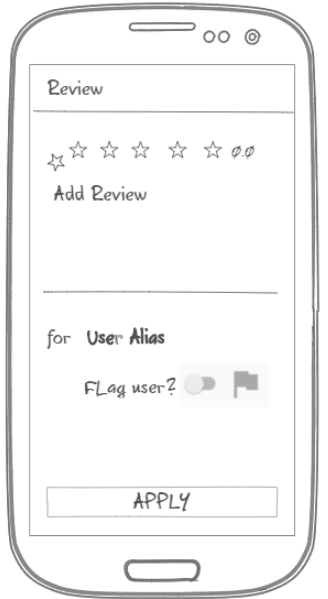 Review
0.0
Add Review
for User Alias
FLag user?
APPLY